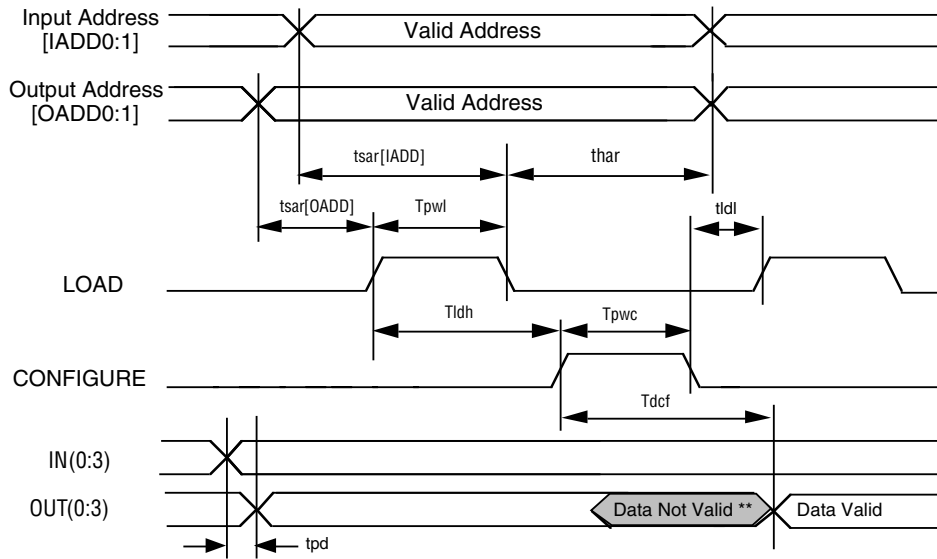 Input Address
[IADD0:1]
Valid Address
Output Address
[OADD0:1]
Valid Address
tsar[IADD]
thar
tsar[OADD]
Tpwl
tldl
LOAD
Tldh
Tpwc
CONFIGURE
Tdcf
IN(0:3)
OUT(0:3)
Data Not Valid **
Data Valid
tpd